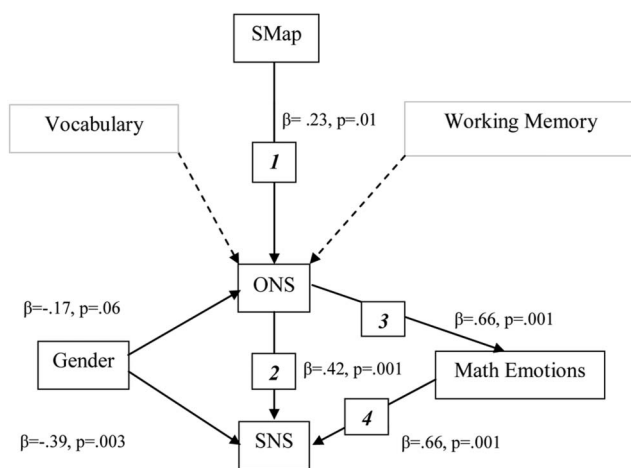 SMap
Vocabulary
β= .23, p=.01
Working Memory
1
ONS
β=-.17, p=.06
3
β=.66, p=.001
Gender
2
β=.42, p=.001
Math Emotions
4
β=-.39, p=.003
SNS
β=.66, p=.001